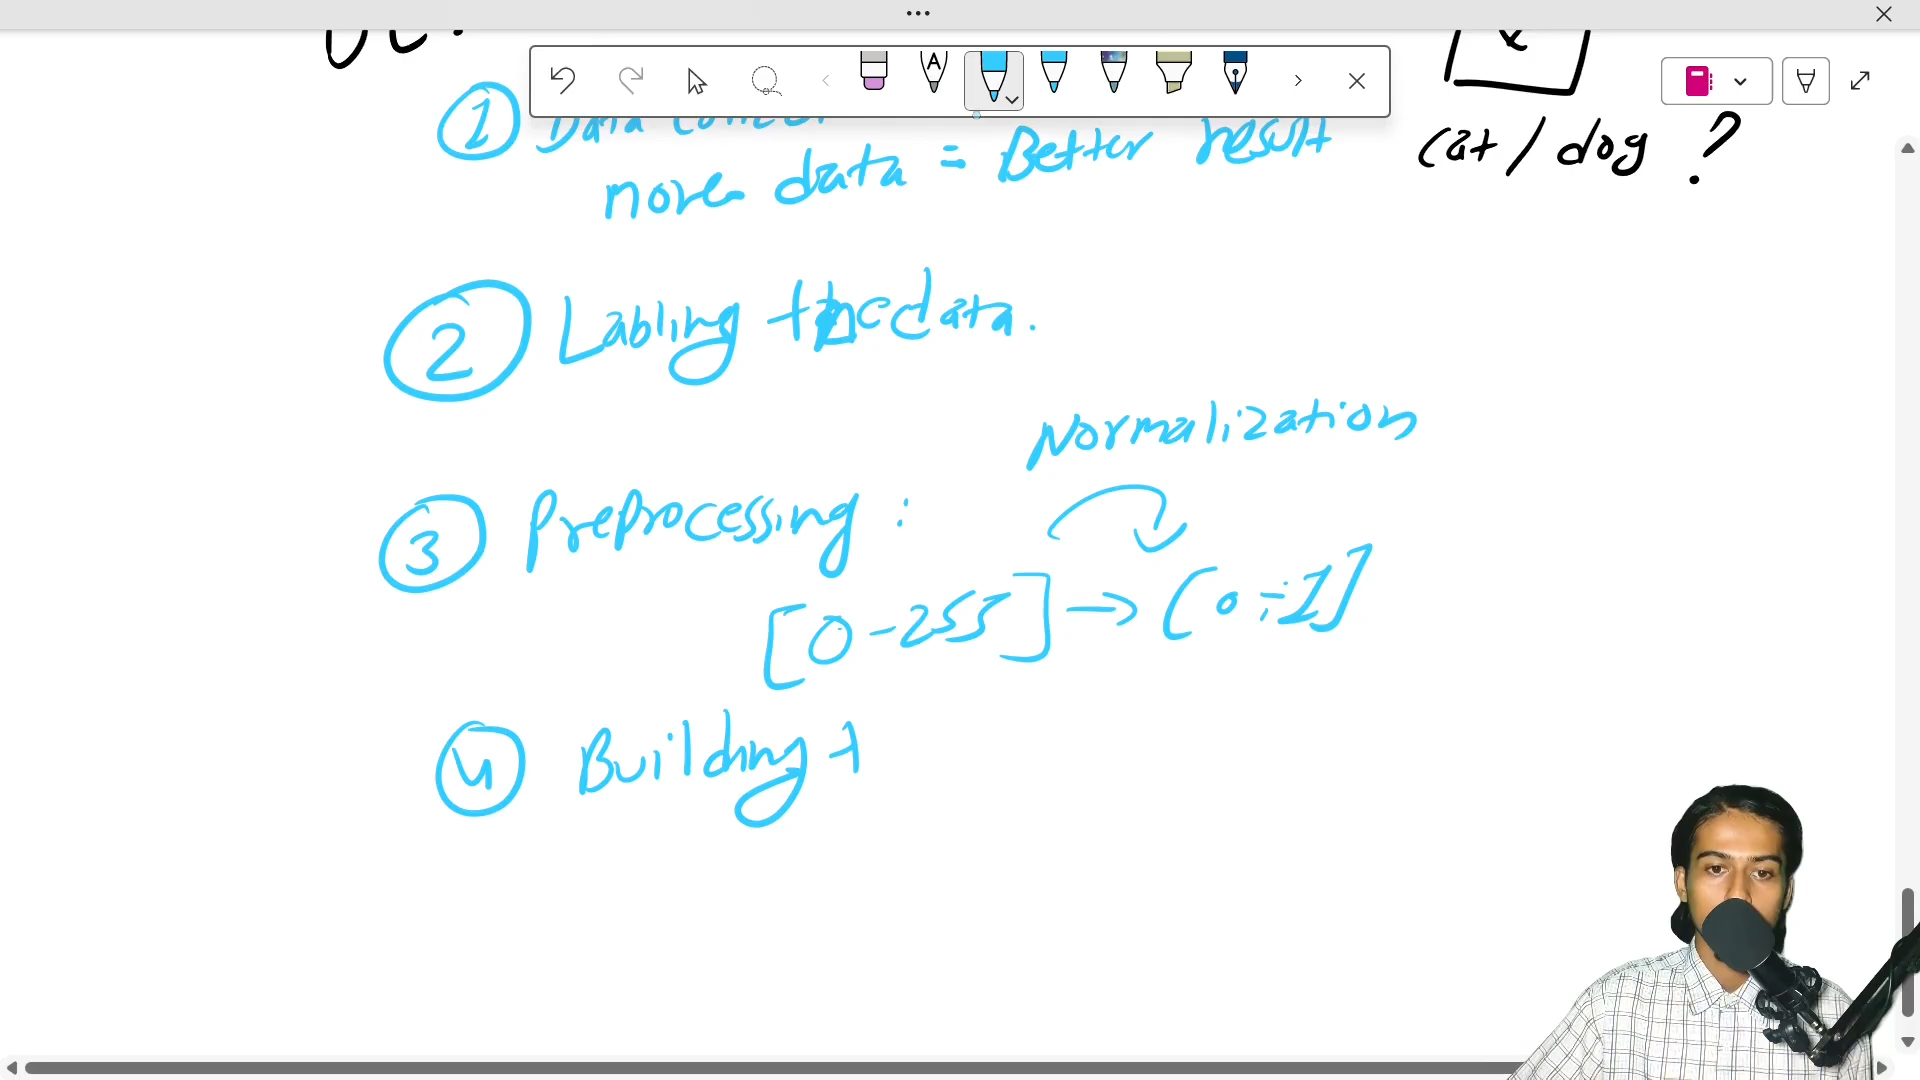 cat / dog ?
1 Data
more data = Better result
2 Labling the data.
Normalization
3 Preprocessing :
[0-255] → [0-1]
4 Building t